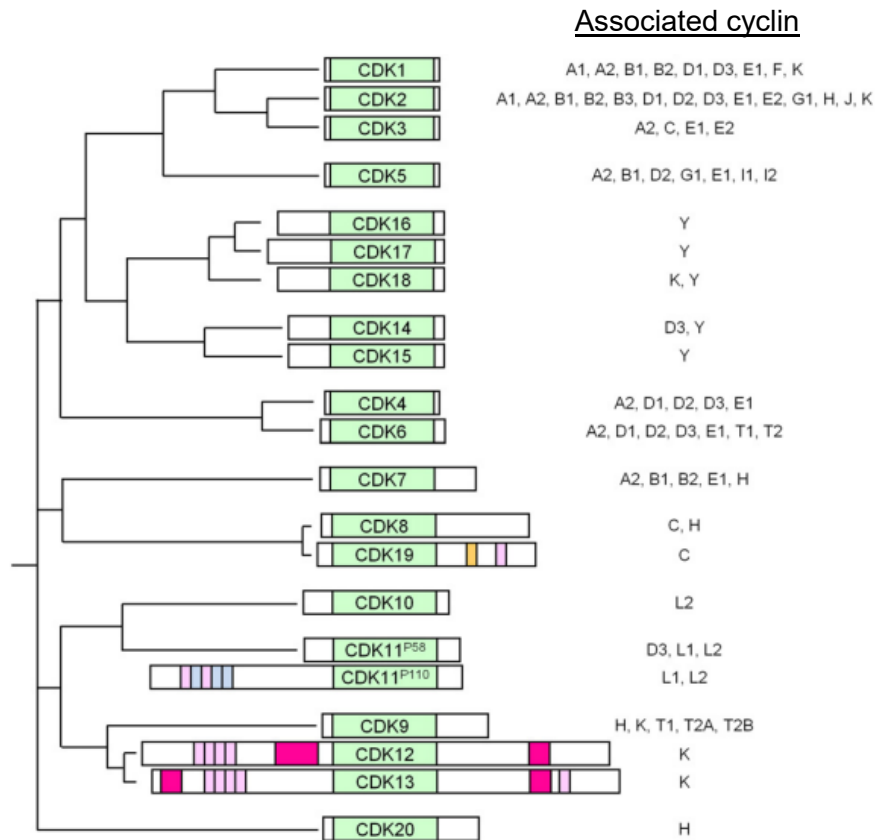 Associated cyclin
CDK1 A1, A2, B1, B2, D1, D3, E1, F, K
CDK2 A1, A2, B1, B2, B3, D1, D2, D3, E1, E2, G1, H, J, K
CDK3 A2, C, E1, E2
CDK5 A2, B1, D2, G1, E1, I1, I2
CDK16 Y
CDK17 Y
CDK18 K, Y
CDK14 D3, Y
CDK15 Y
CDK4 A2, D1, D2, D3, E1
CDK6 A2, D1, D2, D3, E1, T1, T2
CDK7 A2, B1, B2, E1, H
CDK8 C, H
CDK19 C
CDK10 L2
CDK11P58 D3, L1, L2
CDK11P110 L1, L2
CDK9 H, K, T1, T2A, T2B
CDK12 K
CDK13 K
CDK20 H